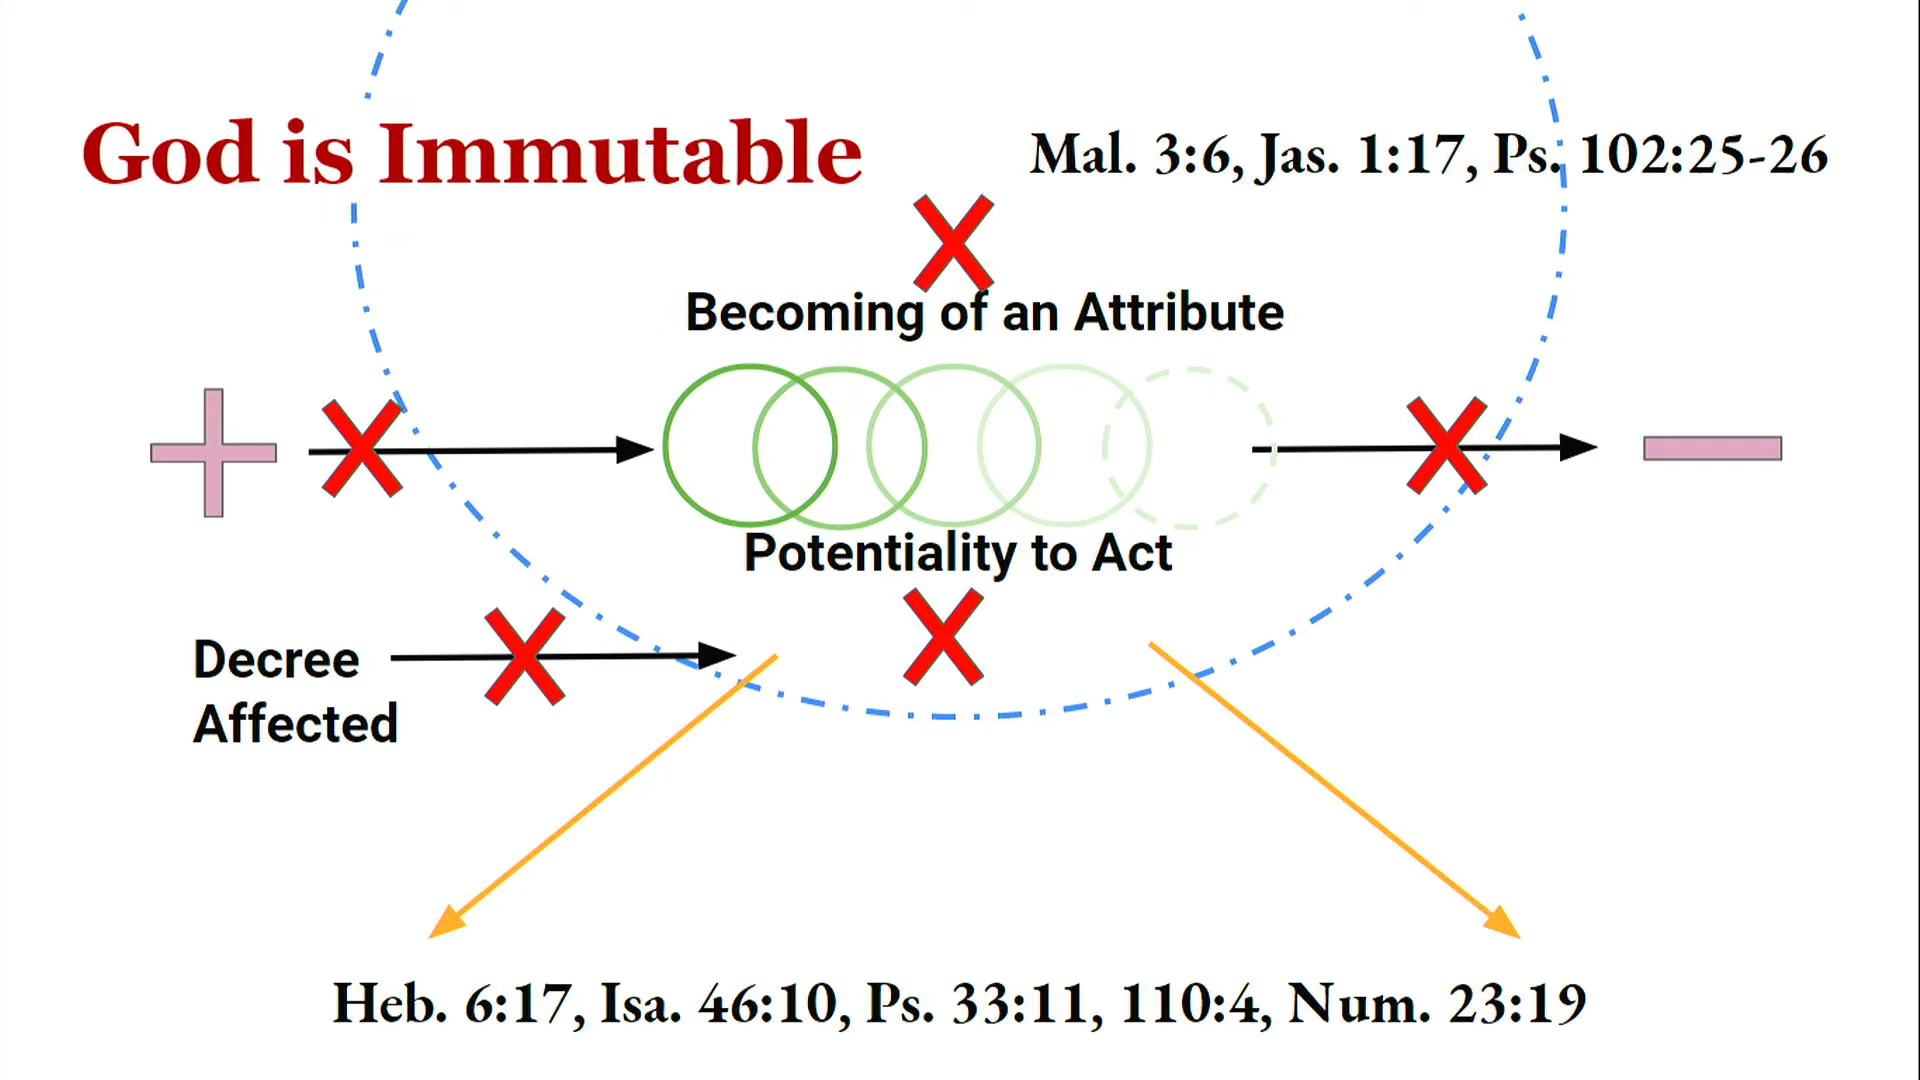 God is Immutable
Mal. 3:6, Jas. 1:17, Ps. 102:25-26
Becoming of an Attribute
Potentiality to Act
Decree
Affected
Heb. 6:17, Isa. 46:10, Ps. 33:11, 110:4, Num. 23:19